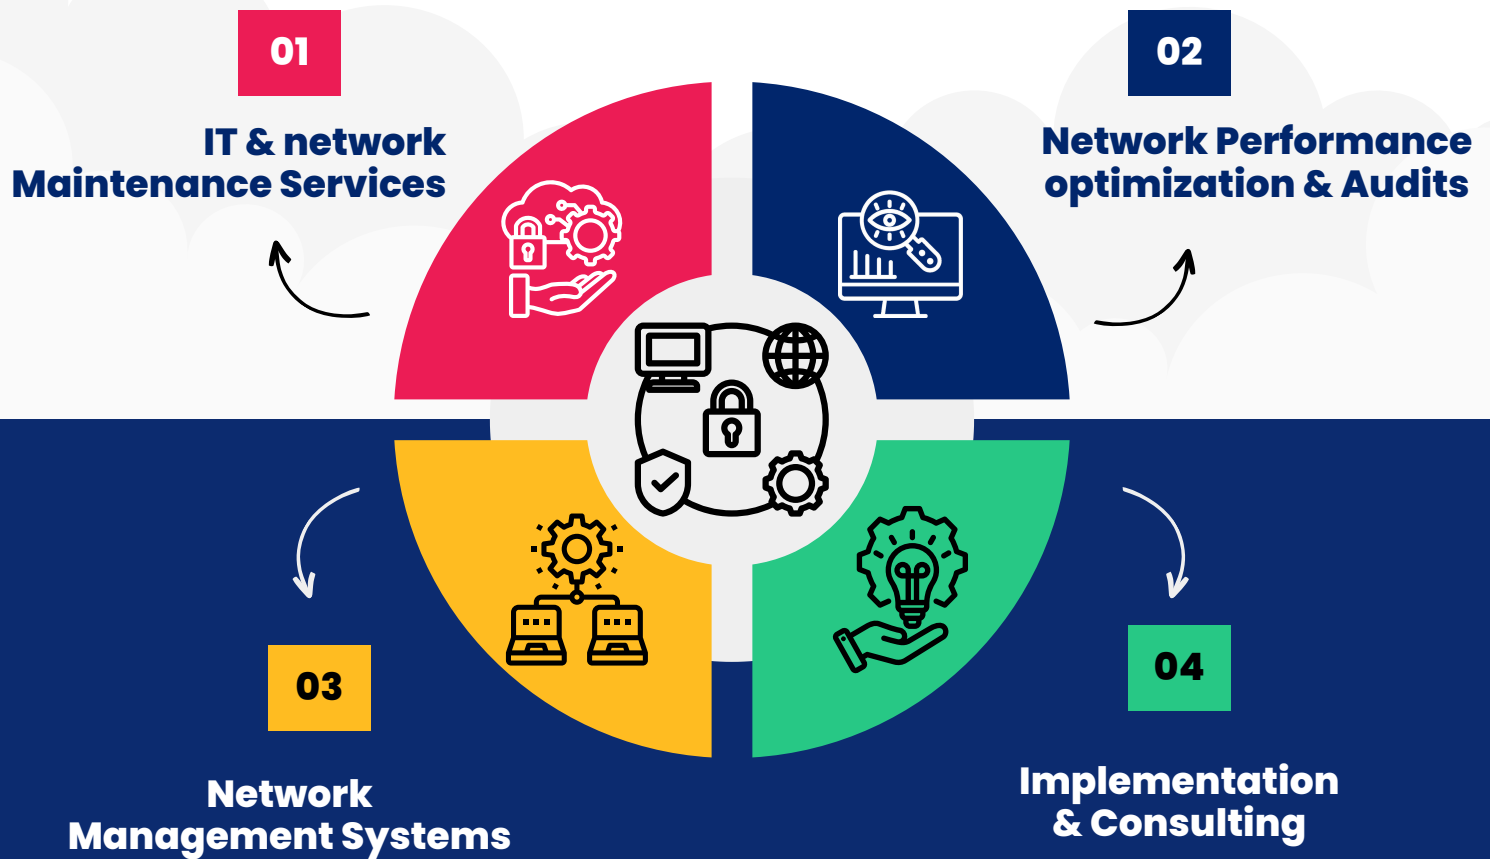 01
IT & network
Maintenance Services
02
Network Performance
optimization & Audits
03
Network
Management Systems
04
Implementation
& Consulting